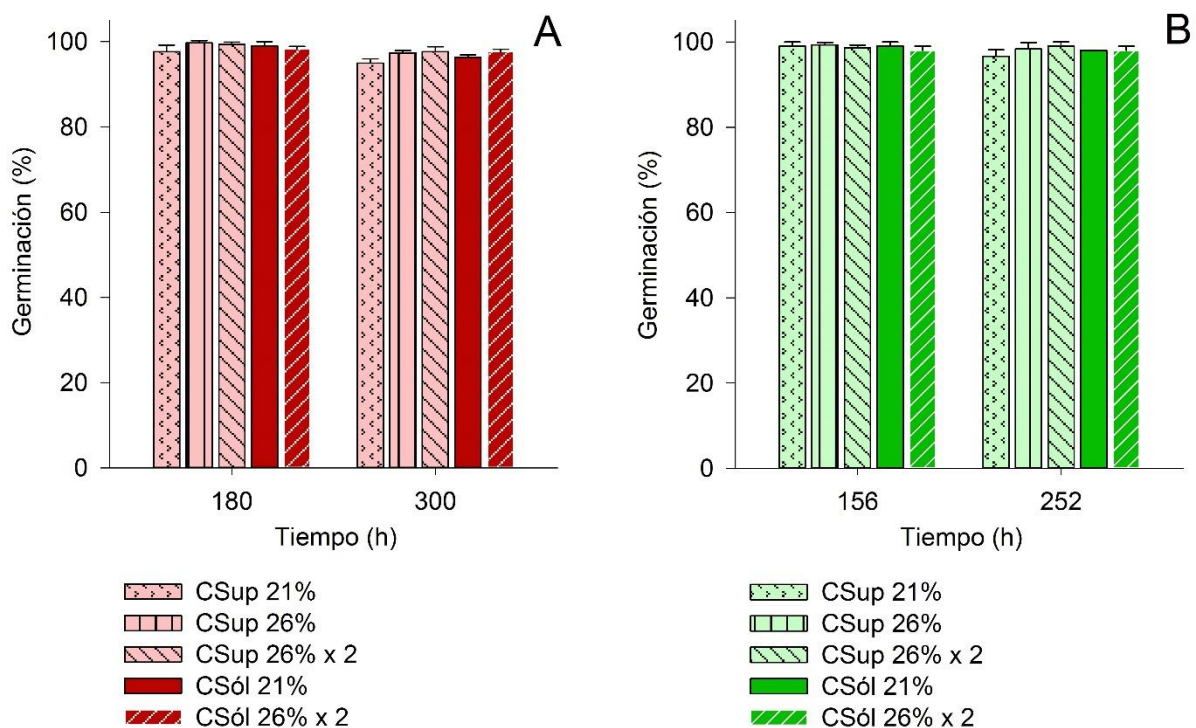 A
Germinación (%)
100
80
60
40
20
0
180 300
Tiempo (h)
CSup 21%
CSup 26%
CSup 26% x 2
CSól 21%
CSól 26% x 2
B
Germinación (%)
100
80
60
40
20
0
156 252
Tiempo (h)
CSup 21%
CSup 26%
CSup 26% x 2
CSól 21%
CSól 26% x 2